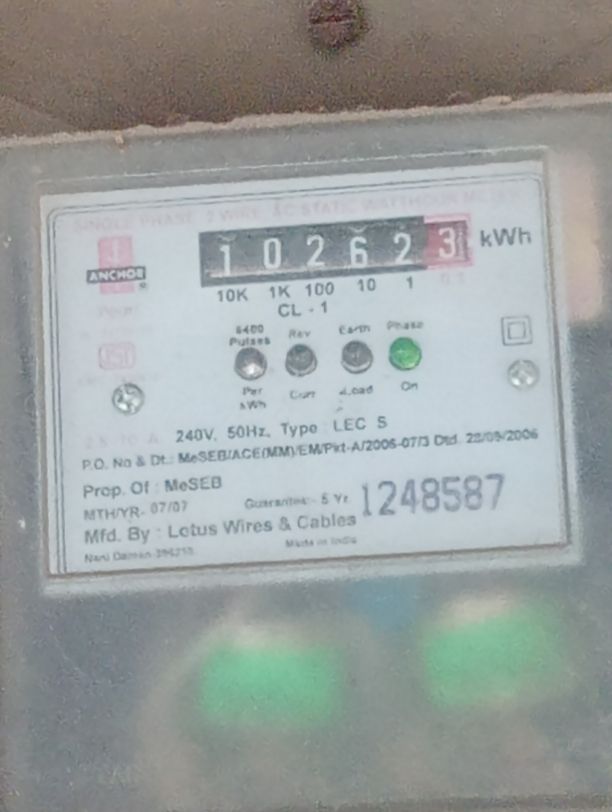 SINGLE PHASE 2 WIRE AC STATIC WATTHOUR METER
ANCHOR
102623 kWh
10K 1K 100 10 1 0.1
CL - 1
6400 Pulses Per kWh
Rev Curr
Earth Load
Phase On
240V, 50Hz, Type : LEC S
P.O. No & Dt.: MeSEB/ACE(MM)/EM/Pkt-A/2006-07/3 Dtd. 28/09/2006
Prop. Of : MeSEB
MTH/YR- 07/07 Guarantee - 5 Yr. 1248587
Mfd. By : Lotus Wires & Cables
Made in India